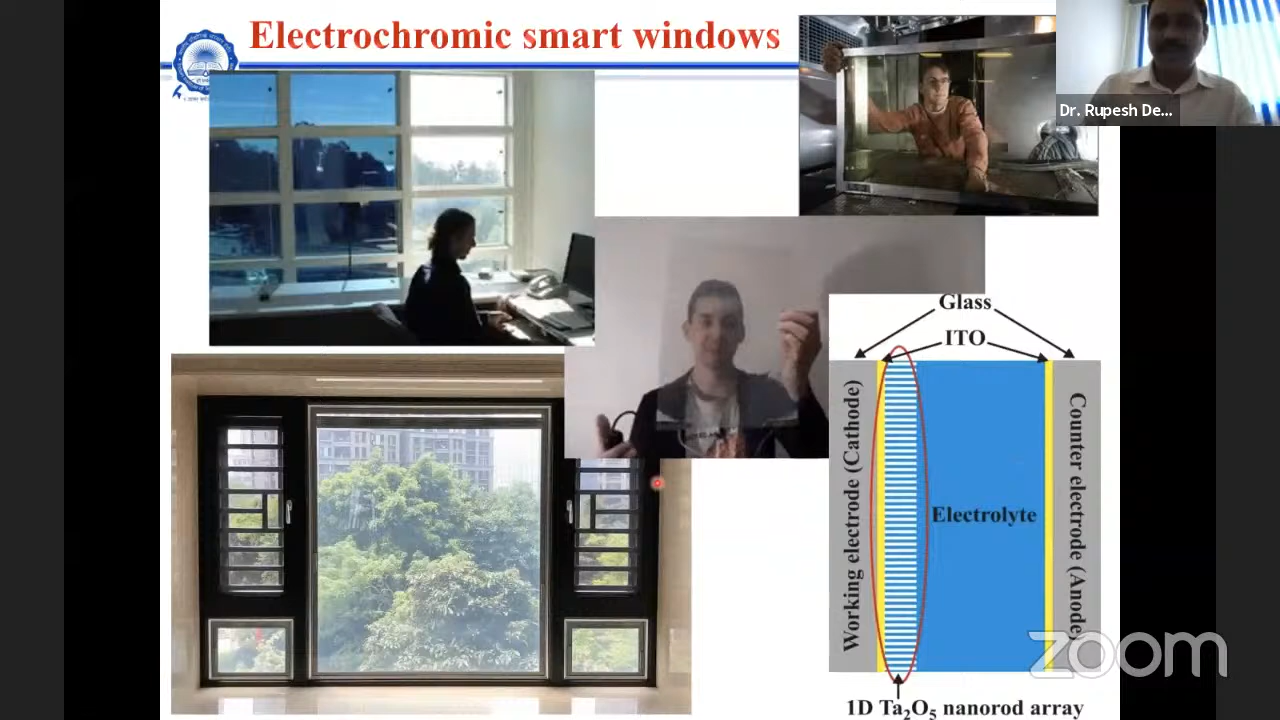 Electrochromic smart windows
Dr. Rupesh De...
Glass
ITO
Working electrode (Cathode)
Electrolyte
Counter electrode (Anode)
zoom
1D Ta₂O₅ nanorod array